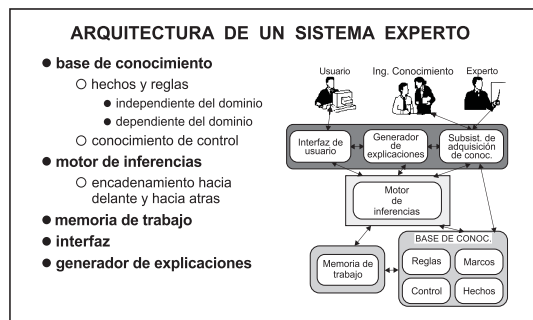 ARQUITECTURA DE UN SISTEMA EXPERTO
● base de conocimiento
○ hechos y reglas
● independiente del dominio
● dependiente del dominio
○ conocimiento de control
● motor de inferencias
○ encadenamiento hacia
delante y hacia atras
● memoria de trabajo
● interfaz
● generador de explicaciones
Usuario
Ing. Conocimiento
Experto
Interfaz de
usuario
Generador
de
explicaciones
Subsist. de
adquisición
de conoc.
Motor
de
inferencias
Memoria de
trabajo
BASE DE CONOC.
Reglas
Marcos
Control
Hechos